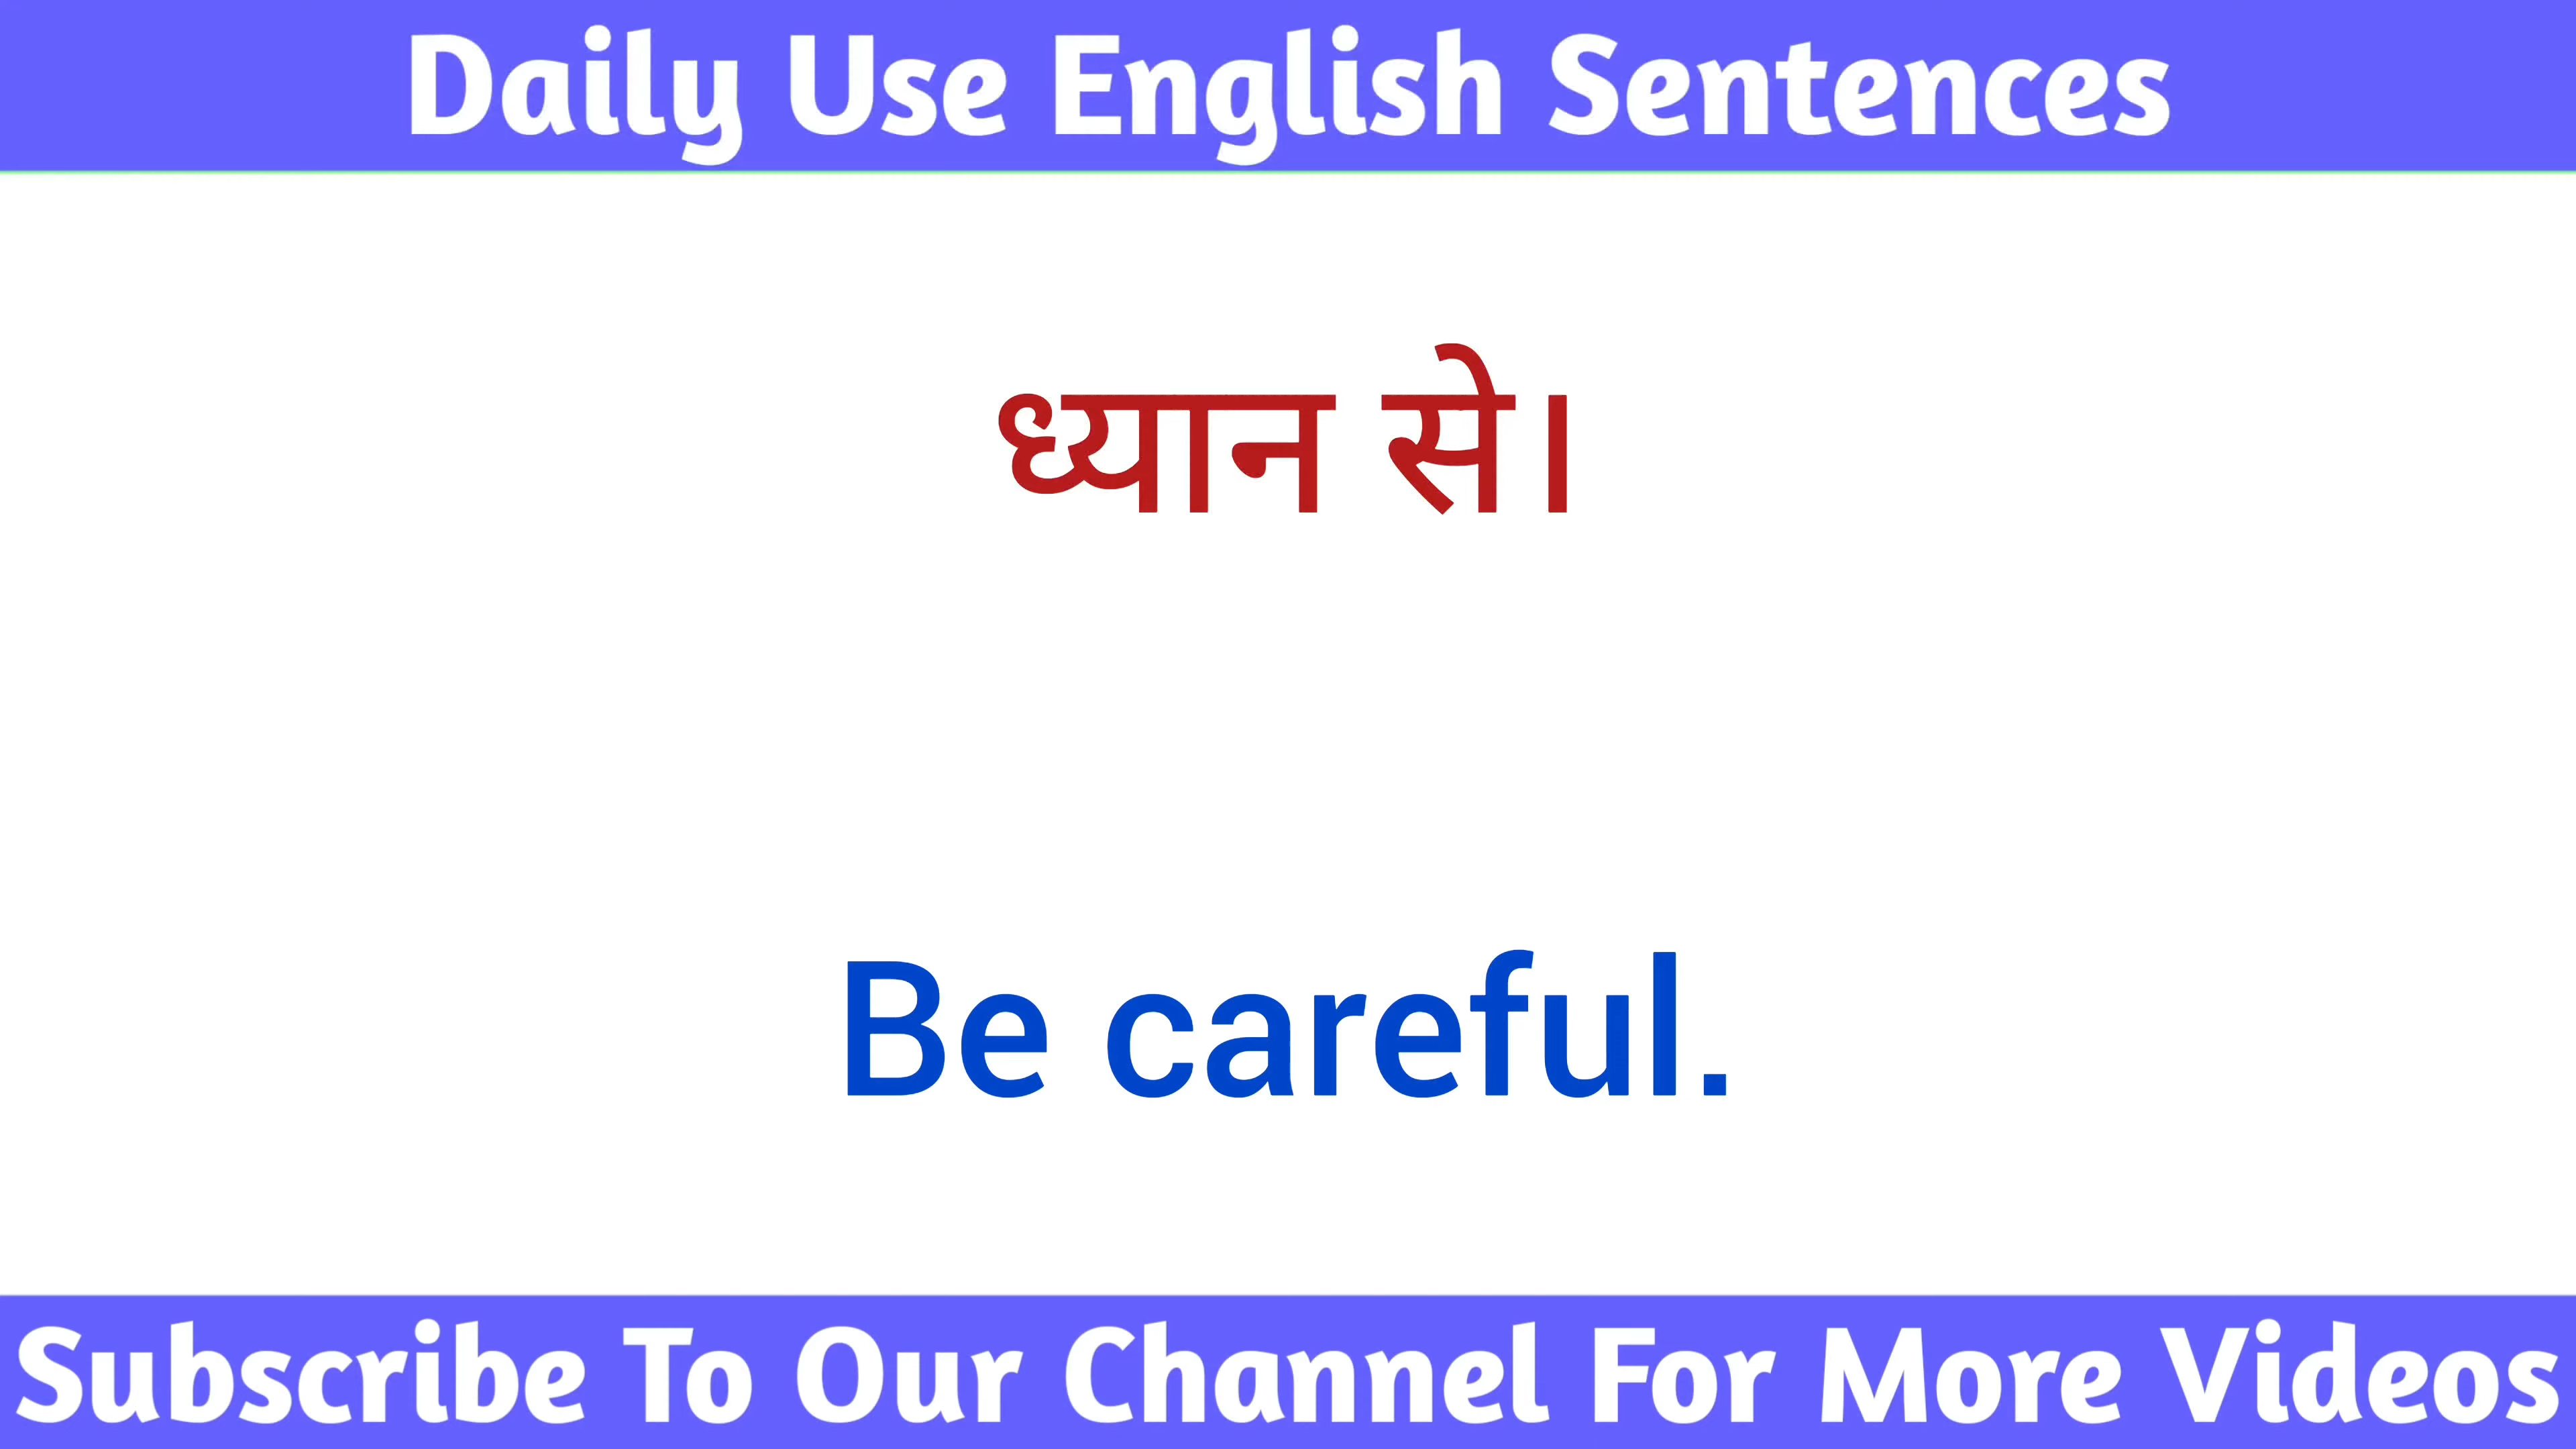 Daily Use English Sentences
ध्यान से।
Be careful.
Subscribe To Our Channel For More Videos